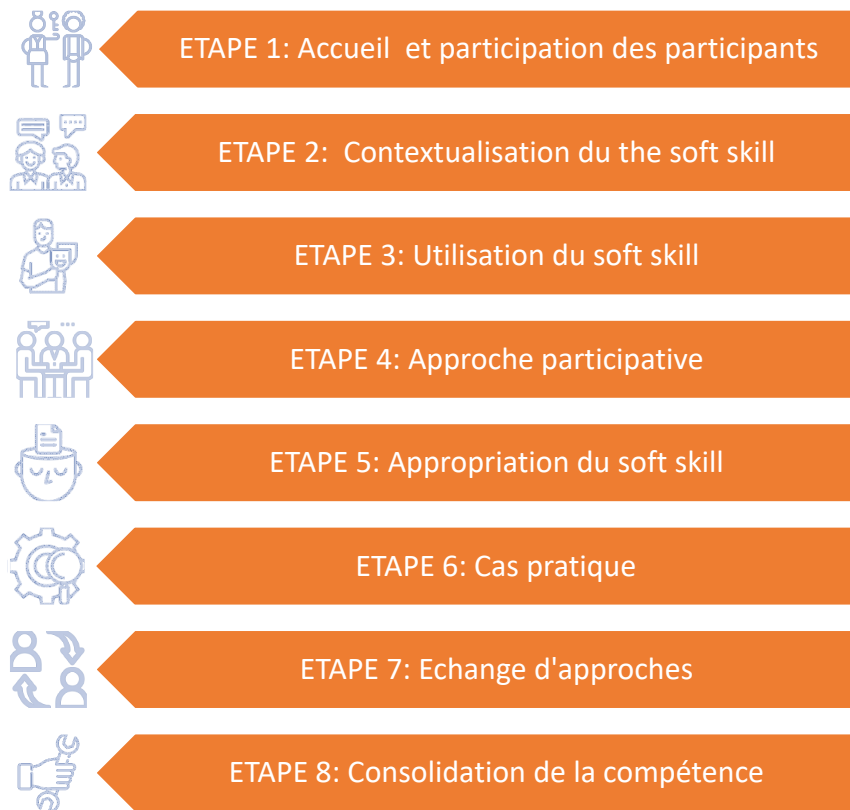 ETAPE 1: Accueil  et participation des participants
ETAPE 2:  Contextualisation du the soft skill
ETAPE 3: Utilisation du soft skill
ETAPE 4: Approche participative
ETAPE 5: Appropriation du soft skill
ETAPE 6: Cas pratique
ETAPE 7: Echange d'approches
ETAPE 8: Consolidation de la compétence